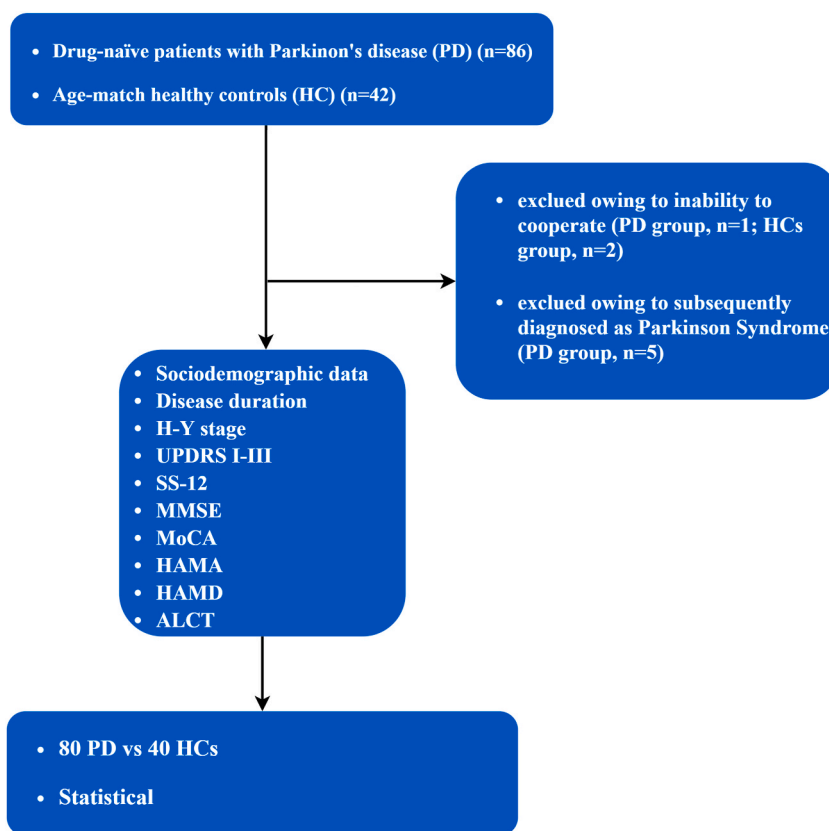 • Drug-naïve patients with Parkinon's disease (PD) (n=86)
• Age-match healthy controls (HC) (n=42)
• exclued owing to inability to
cooperate (PD group, n=1; HCs
group, n=2)
• exclued owing to subsequently
diagnosed as Parkinson Syndrome
(PD group, n=5)
• Sociodemographic data
• Disease duration
• H-Y stage
• UPDRS I-III
• SS-12
• MMSE
• MoCA
• HAMA
• HAMD
• ALCT
• 80 PD vs 40 HCs
• Statistical